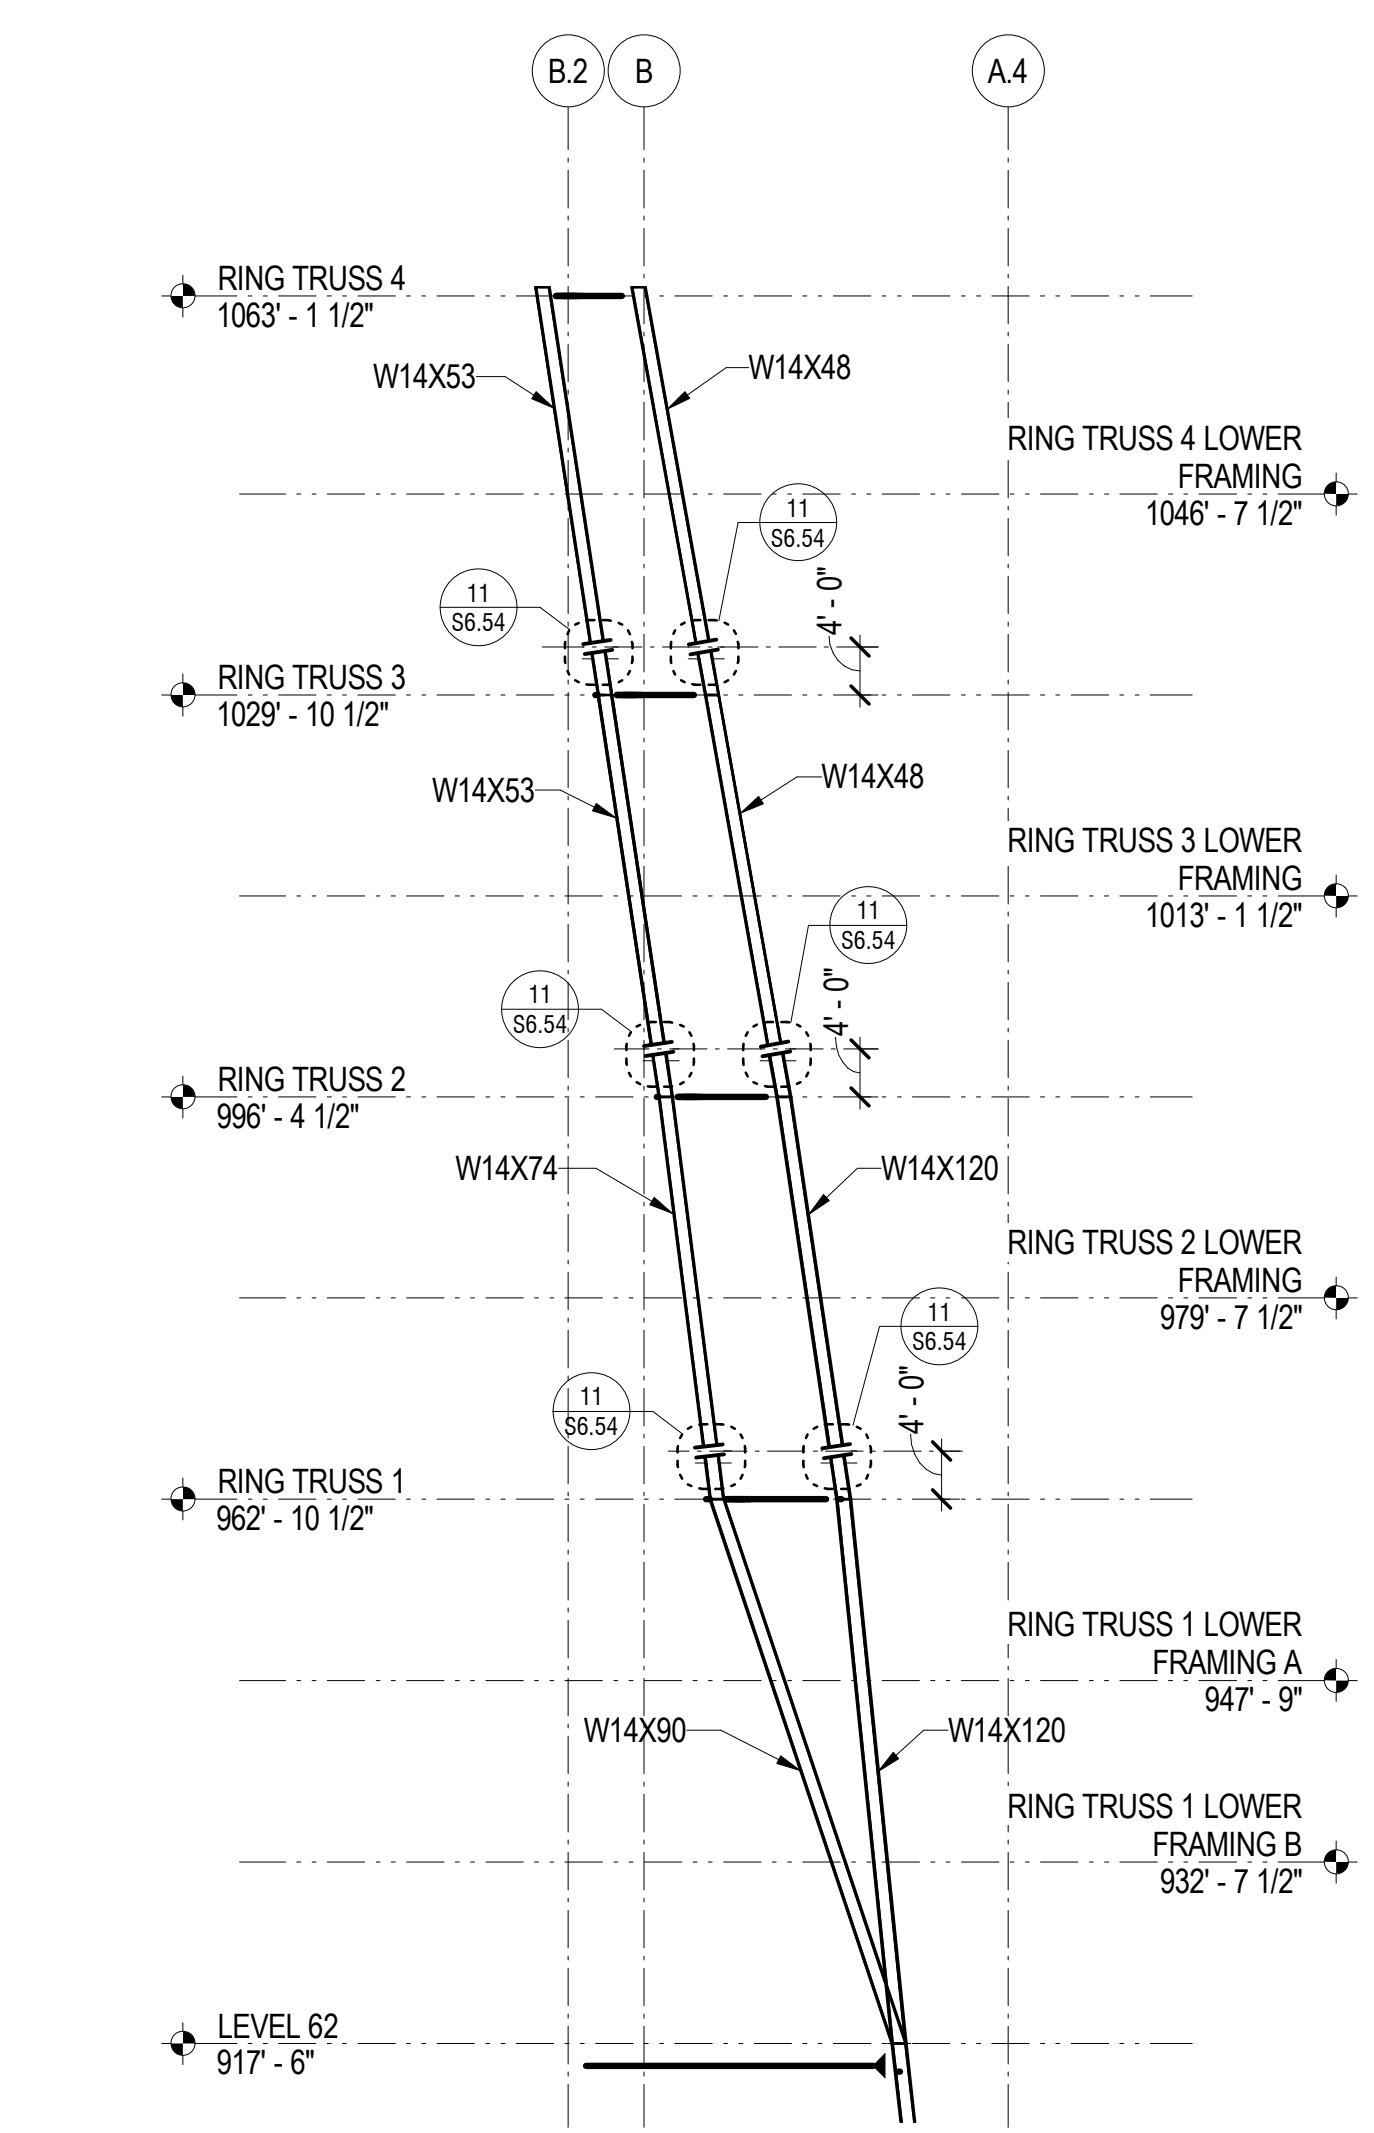 B.2
B
A.4
RING TRUSS 4
1063' - 1 1/2"
W14X53
W14X48
RING TRUSS 4 LOWER
FRAMING
1046' - 7 1/2"
11
S6.54
11
S6.54
4' - 0"
RING TRUSS 3
1029' - 10 1/2"
W14X53
W14X48
RING TRUSS 3 LOWER
FRAMING
1013' - 1 1/2"
11
S6.54
11
S6.54
4' - 0"
RING TRUSS 2
996' - 4 1/2"
W14X74
W14X120
RING TRUSS 2 LOWER
FRAMING
979' - 7 1/2"
11
S6.54
11
S6.54
4' - 0"
RING TRUSS 1
962' - 10 1/2"
RING TRUSS 1 LOWER
FRAMING A
947' - 9"
W14X90
W14X120
RING TRUSS 1 LOWER
FRAMING B
932' - 7 1/2"
LEVEL 62
917' - 6"